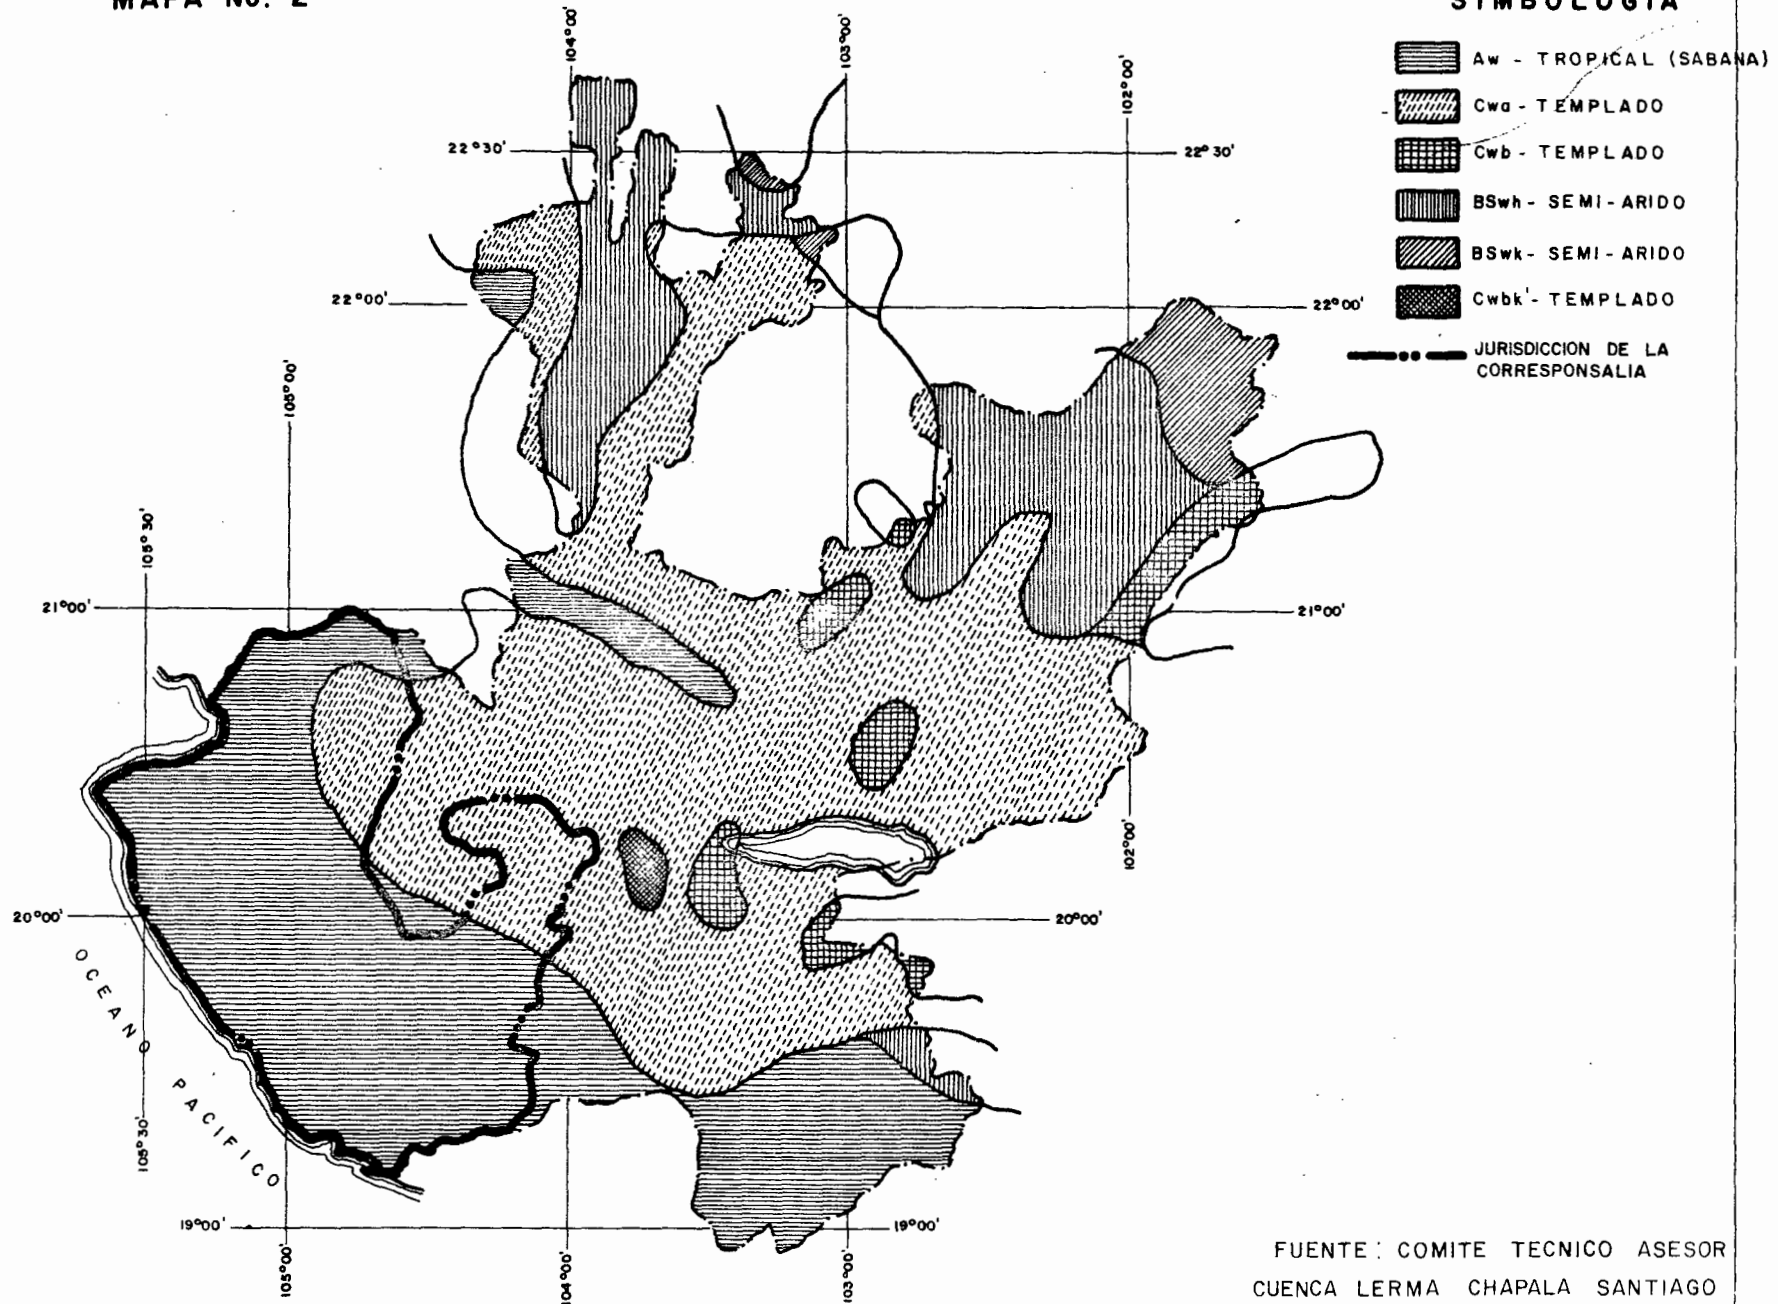 MAPA No. 2
SIMBOLOGIA
Aw - TROPICAL (SABANA)
Cwa - TEMPLADO
Cwb - TEMPLADO
BSwh - SEMI-ARIDO
BSwk - SEMI-ARIDO
Cwbk' - TEMPLADO
JURISDICCION DE LA
CORRESPONSALIA
104°00'
103°00'
102°00'
22°30'
22°30'
22°00'
22°00'
105°00'
105°30'
21°00'
21°00'
102°00'
20°00'
20°00'
OCEANO
PACIFICO
105°30'
19°00'
19°00'
105°00'
104°00'
103°00'
FUENTE: COMITE TECNICO ASESOR
CUENCA LERMA CHAPALA SANTIAGO